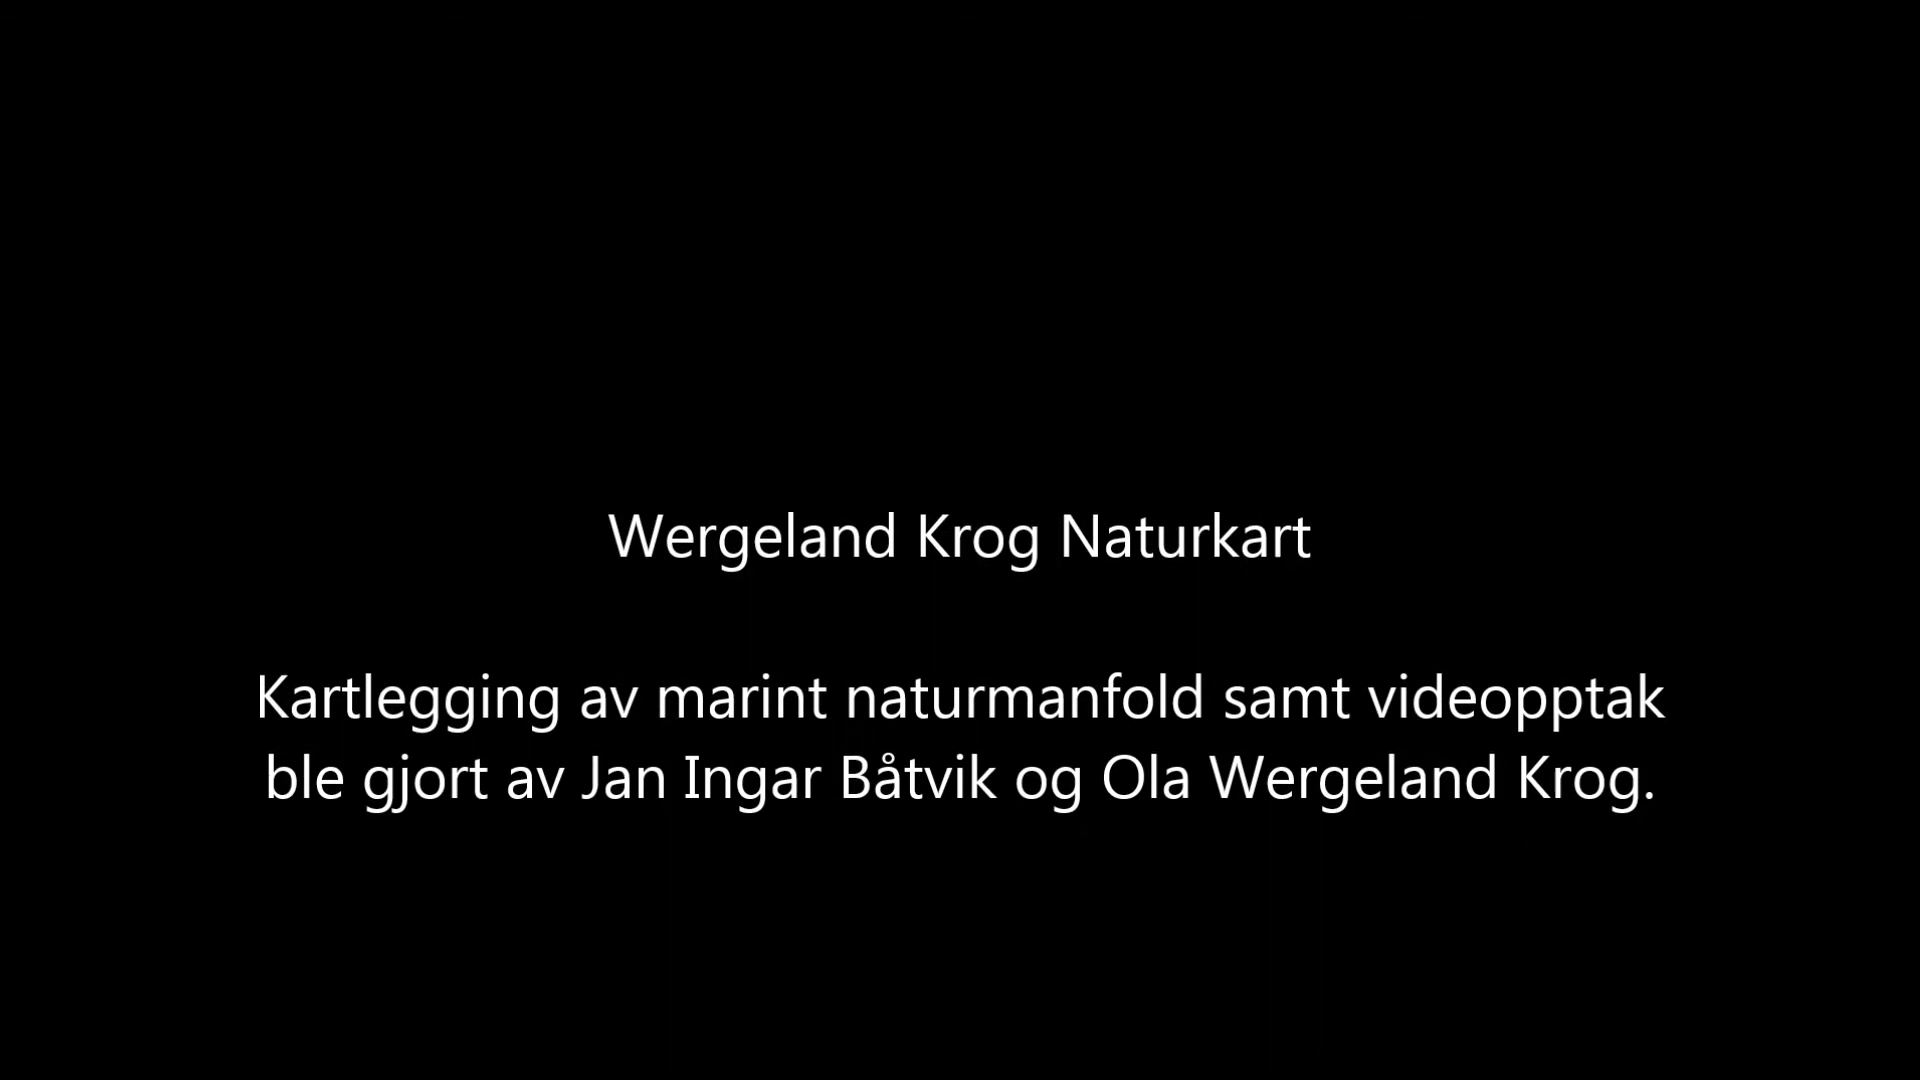 Wergeland Krog Naturkart
Kartlegging av marint naturmanfold samt videopptak
ble gjort av Jan Ingar Båtvik og Ola Wergeland Krog.